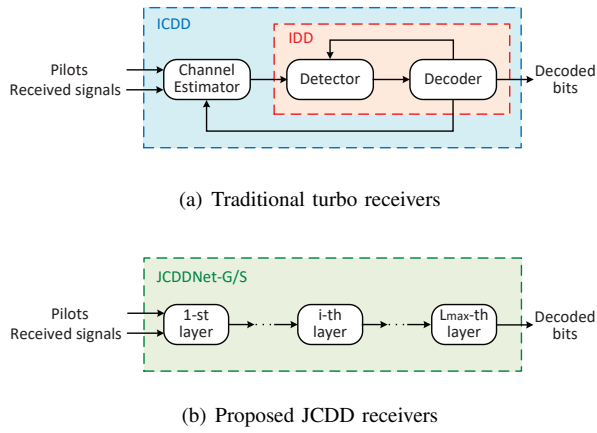 ICDD
IDD
Pilots
Received signals
Channel
Estimator
Detector
Decoder
Decoded
bits
(a) Traditional turbo receivers
JCDDNet-G/S
Pilots
Received signals
1-st
layer
...
i-th
layer
...
Lmax-th
layer
Decoded
bits
(b) Proposed JCDD receivers